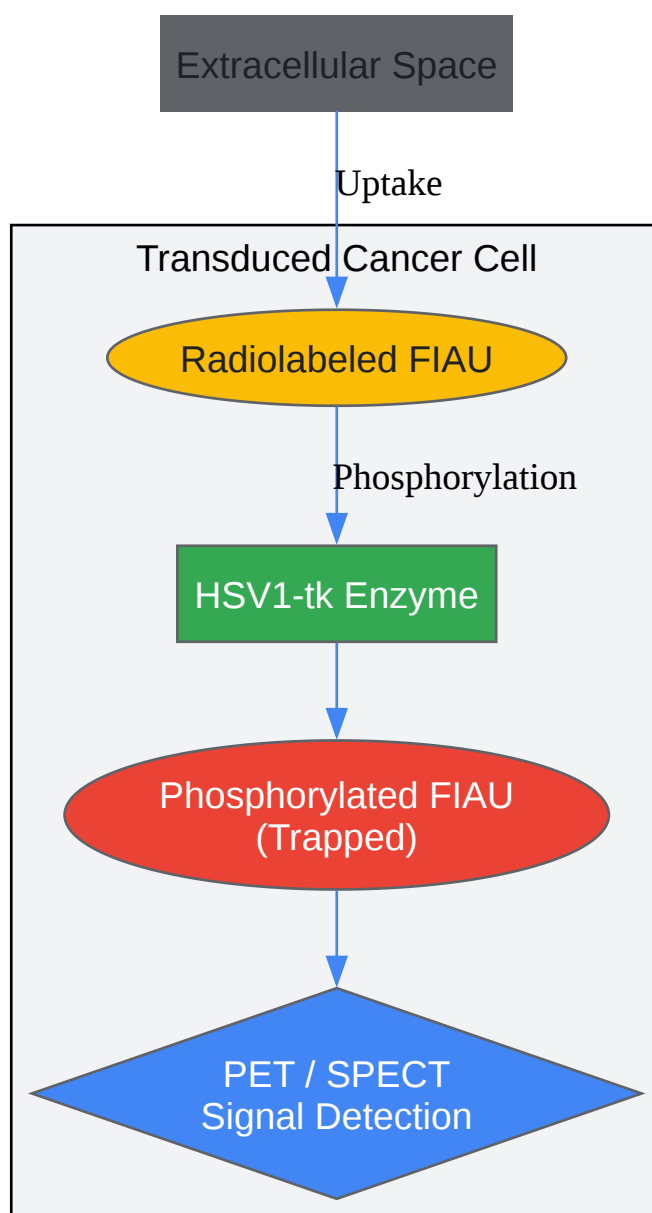 Extracellular Space
Uptake
Transduced Cancer Cell
Radiolabeled FIAU
Phosphorylation
HSV1-tk Enzyme
Phosphorylated FIAU
(Trapped)
PET / SPECT
Signal Detection